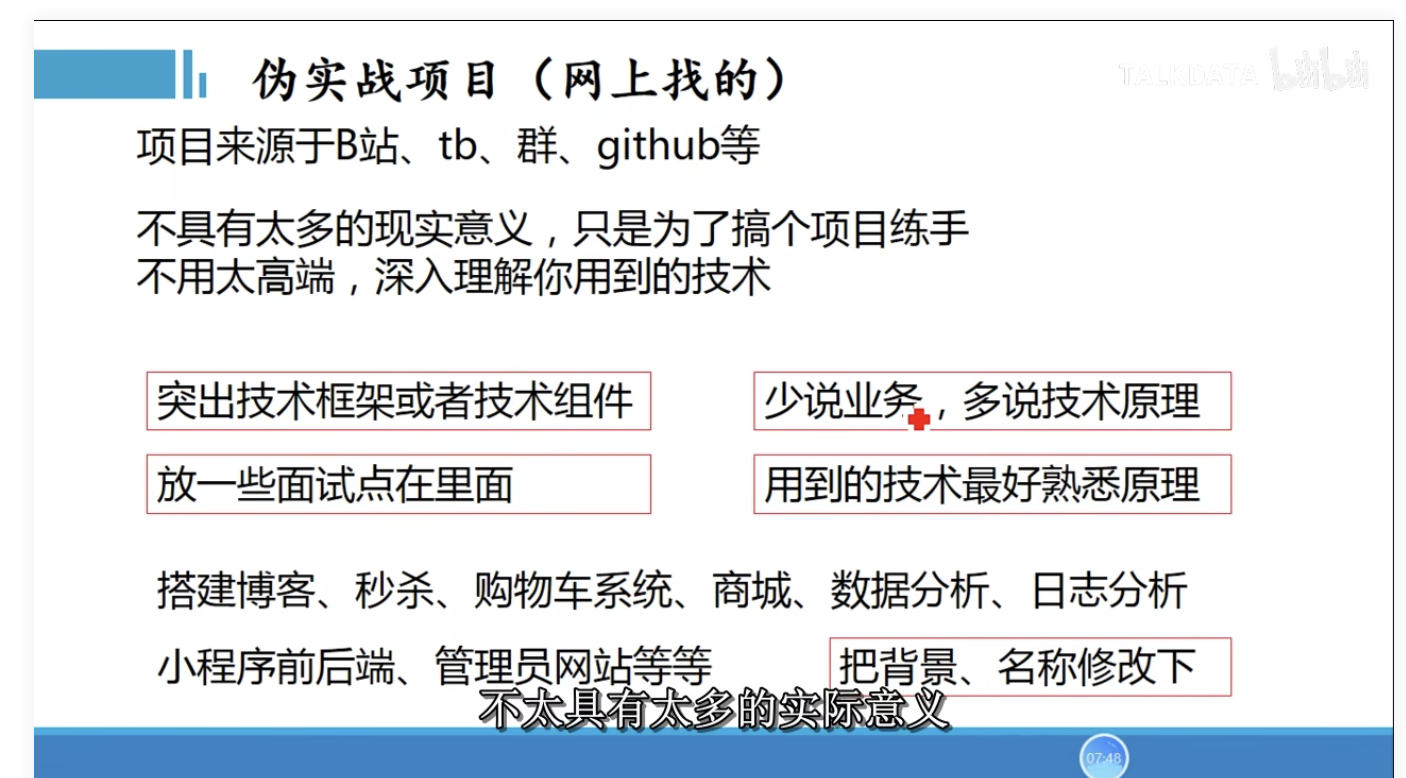 伪实战项目（网上找的）
TALKDATA bilibili
项目来源于B站、tb、群、github等
不具有太多的现实意义，只是为了搞个项目练手
不用太高端，深入理解你用到的技术
突出技术框架或者技术组件
少说业务，多说技术原理
放一些面试点在里面
用到的技术最好熟悉原理
搭建博客、秒杀、购物车系统、商城、数据分析、日志分析
小程序前后端、管理员网站等等
把背景、名称修改下
不太具有太多的实际意义
07:48